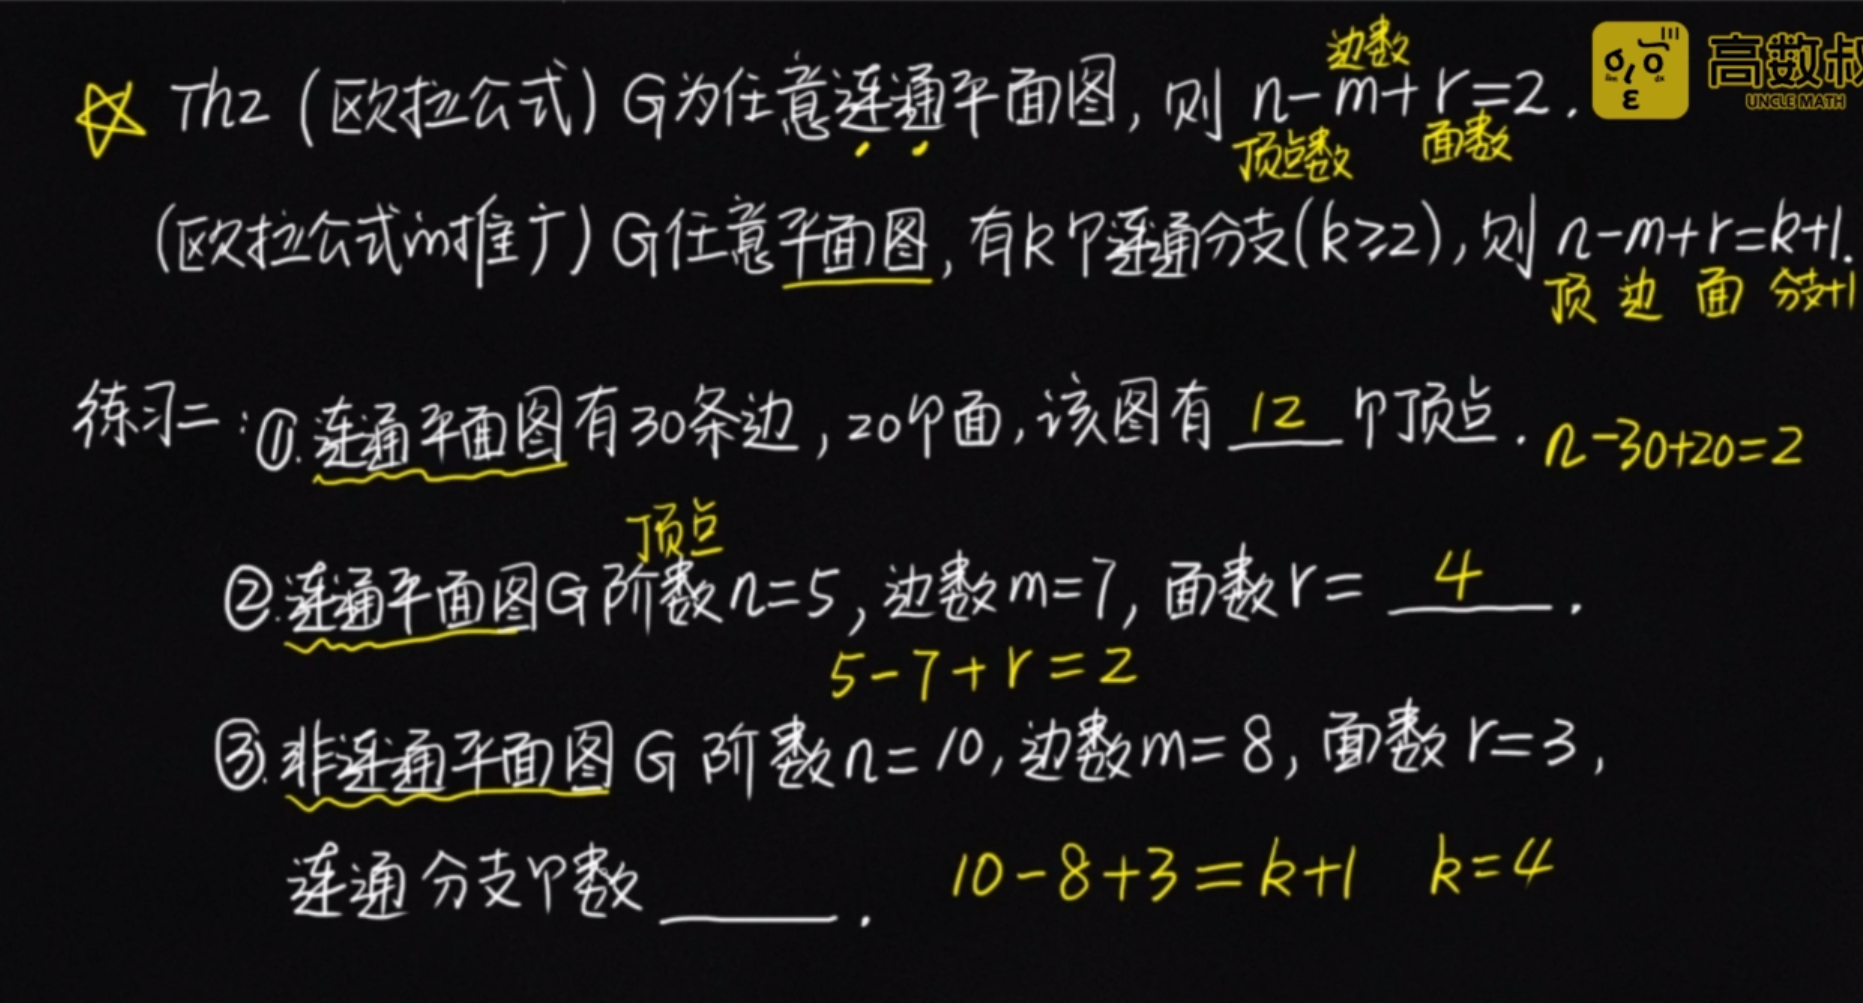 边数
☆ Th2 (欧拉公式) G为任意连通平面图, 则 n-m+r=2.
顶点数 面数
高数叔
UNCLE MATH
(欧拉公式的推广) G任意平面图, 有k个连通分支(k≥2), 则 n-m+r=k+1.
顶 边 面 分支+1
练习二: ①. 连通平面图有30条边, 20个面, 该图有 12 个顶点. n-30+20=2
顶点
②. 连通平面图G阶数n=5, 边数m=7, 面数r= 4 .
5-7+r=2
③. 非连通平面图 G 阶数n=10, 边数m=8, 面数r=3,
连通分支个数 ____ . 10-8+3=k+1 k=4